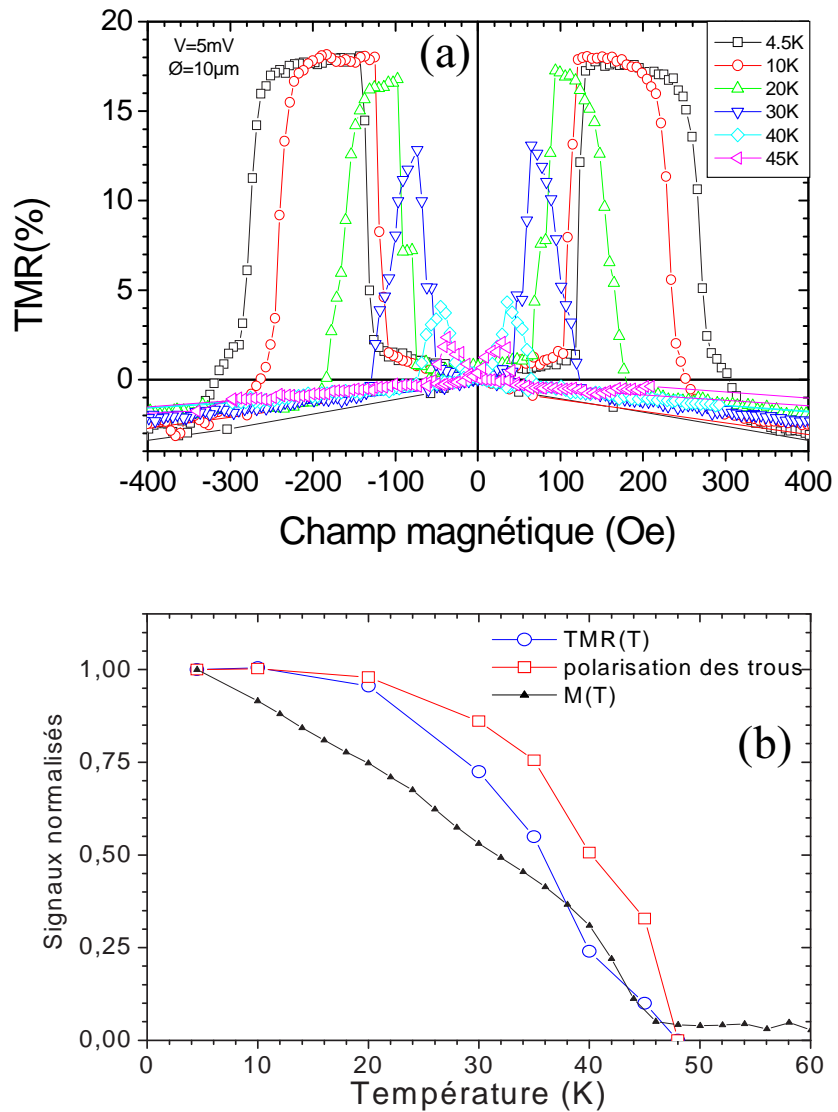 20
18
15
10
5
0
TMR(%)
V=5mV
Ø=10µm
(a)
4.5K
10K
20K
30K
40K
45K
-400 -300 -200 -100 0 100 200 300 400
Champ magnétique (Oe)
1,00
0,75
0,50
0,25
0,00
Signaux normalisés
TMR(T)
polarisation des trous
M(T)
(b)
0 10 20 30 40 50 60
Température (K)